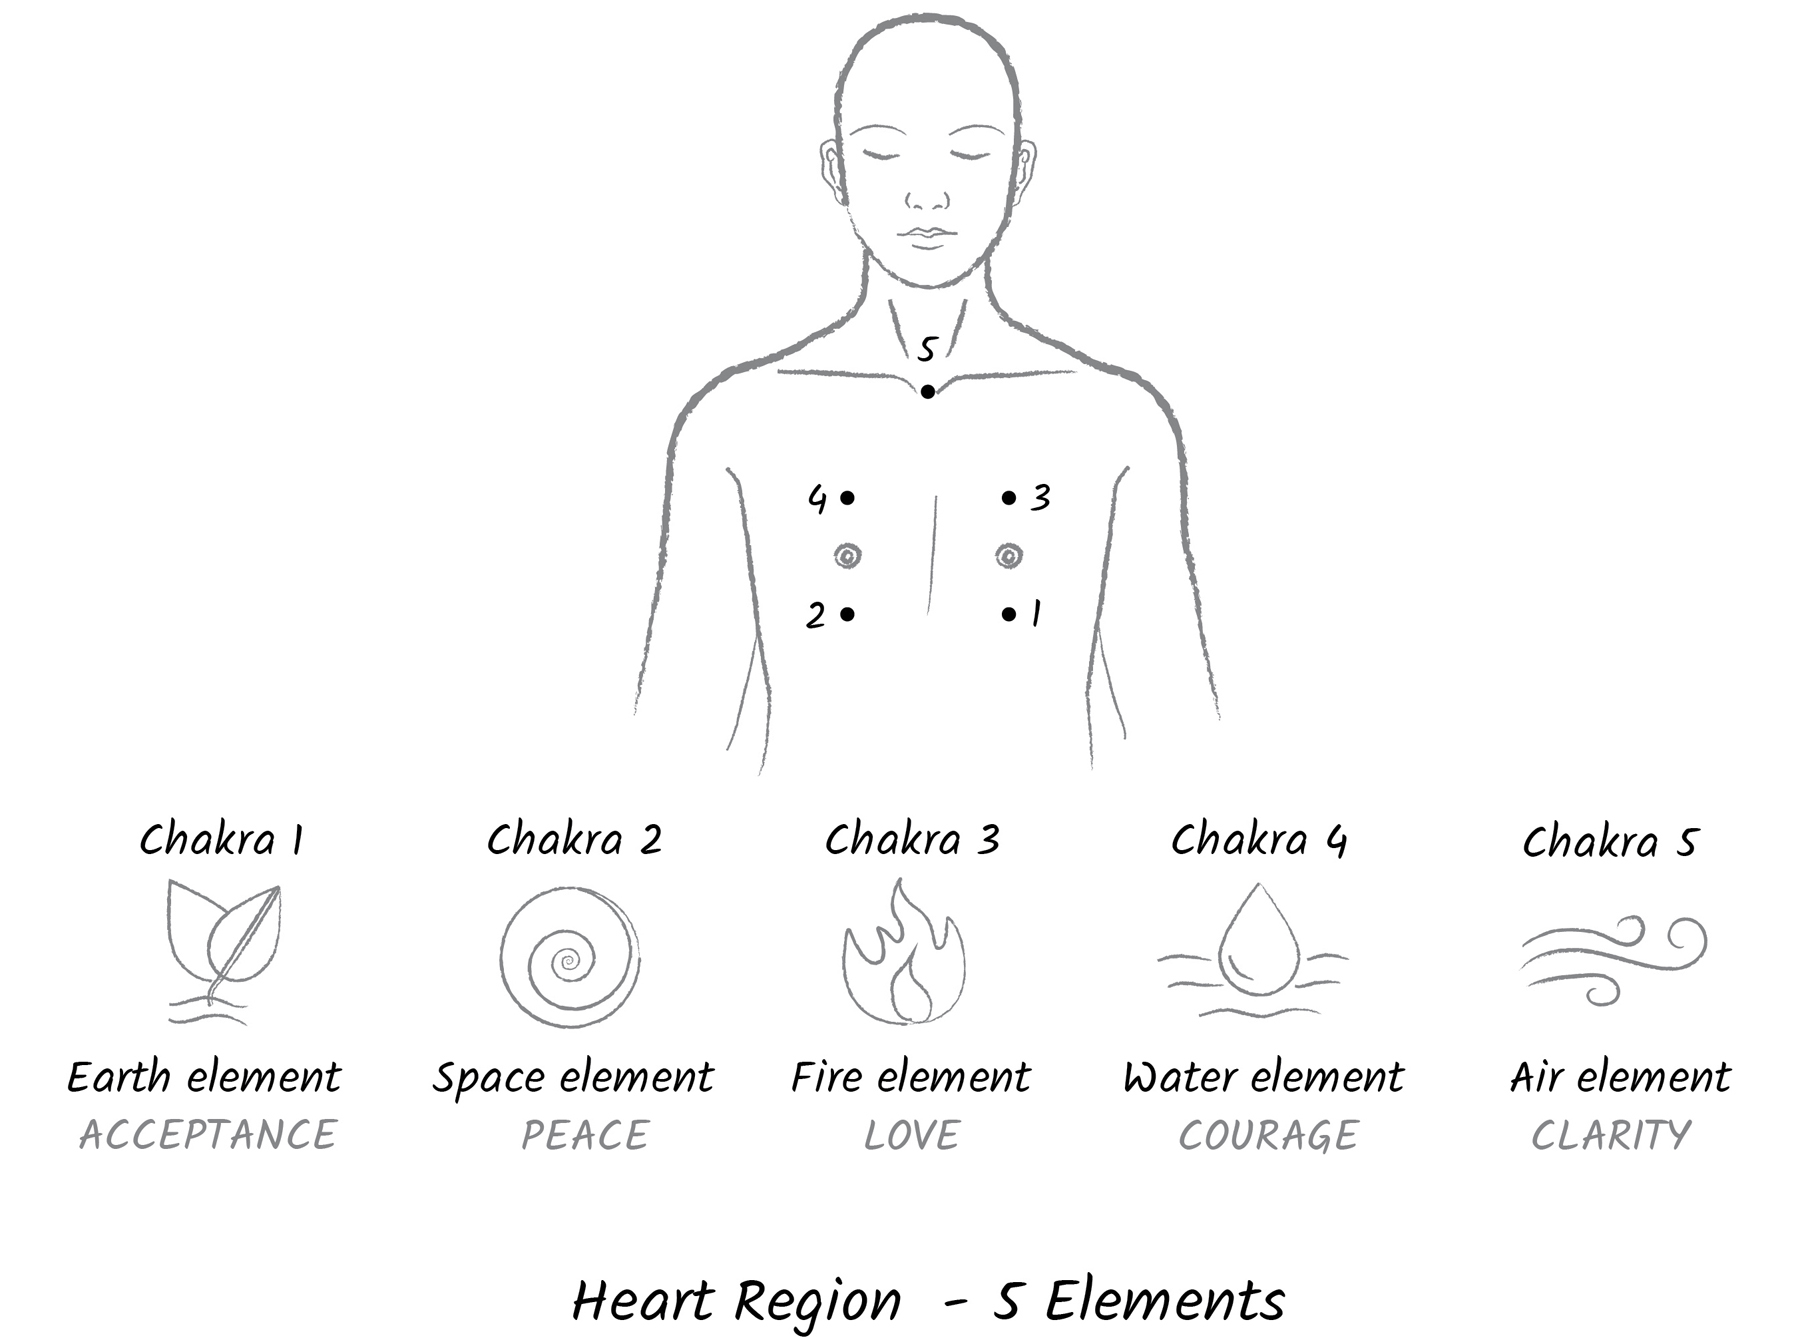 5
4
3
2
1
Chakra 1
Chakra 2
Chakra 3
Chakra 4
Chakra 5
Earth element
Space element
Fire element
Water element
Air element
ACCEPTANCE
PEACE
LOVE
COURAGE
CLARITY
Heart Region - 5 Elements